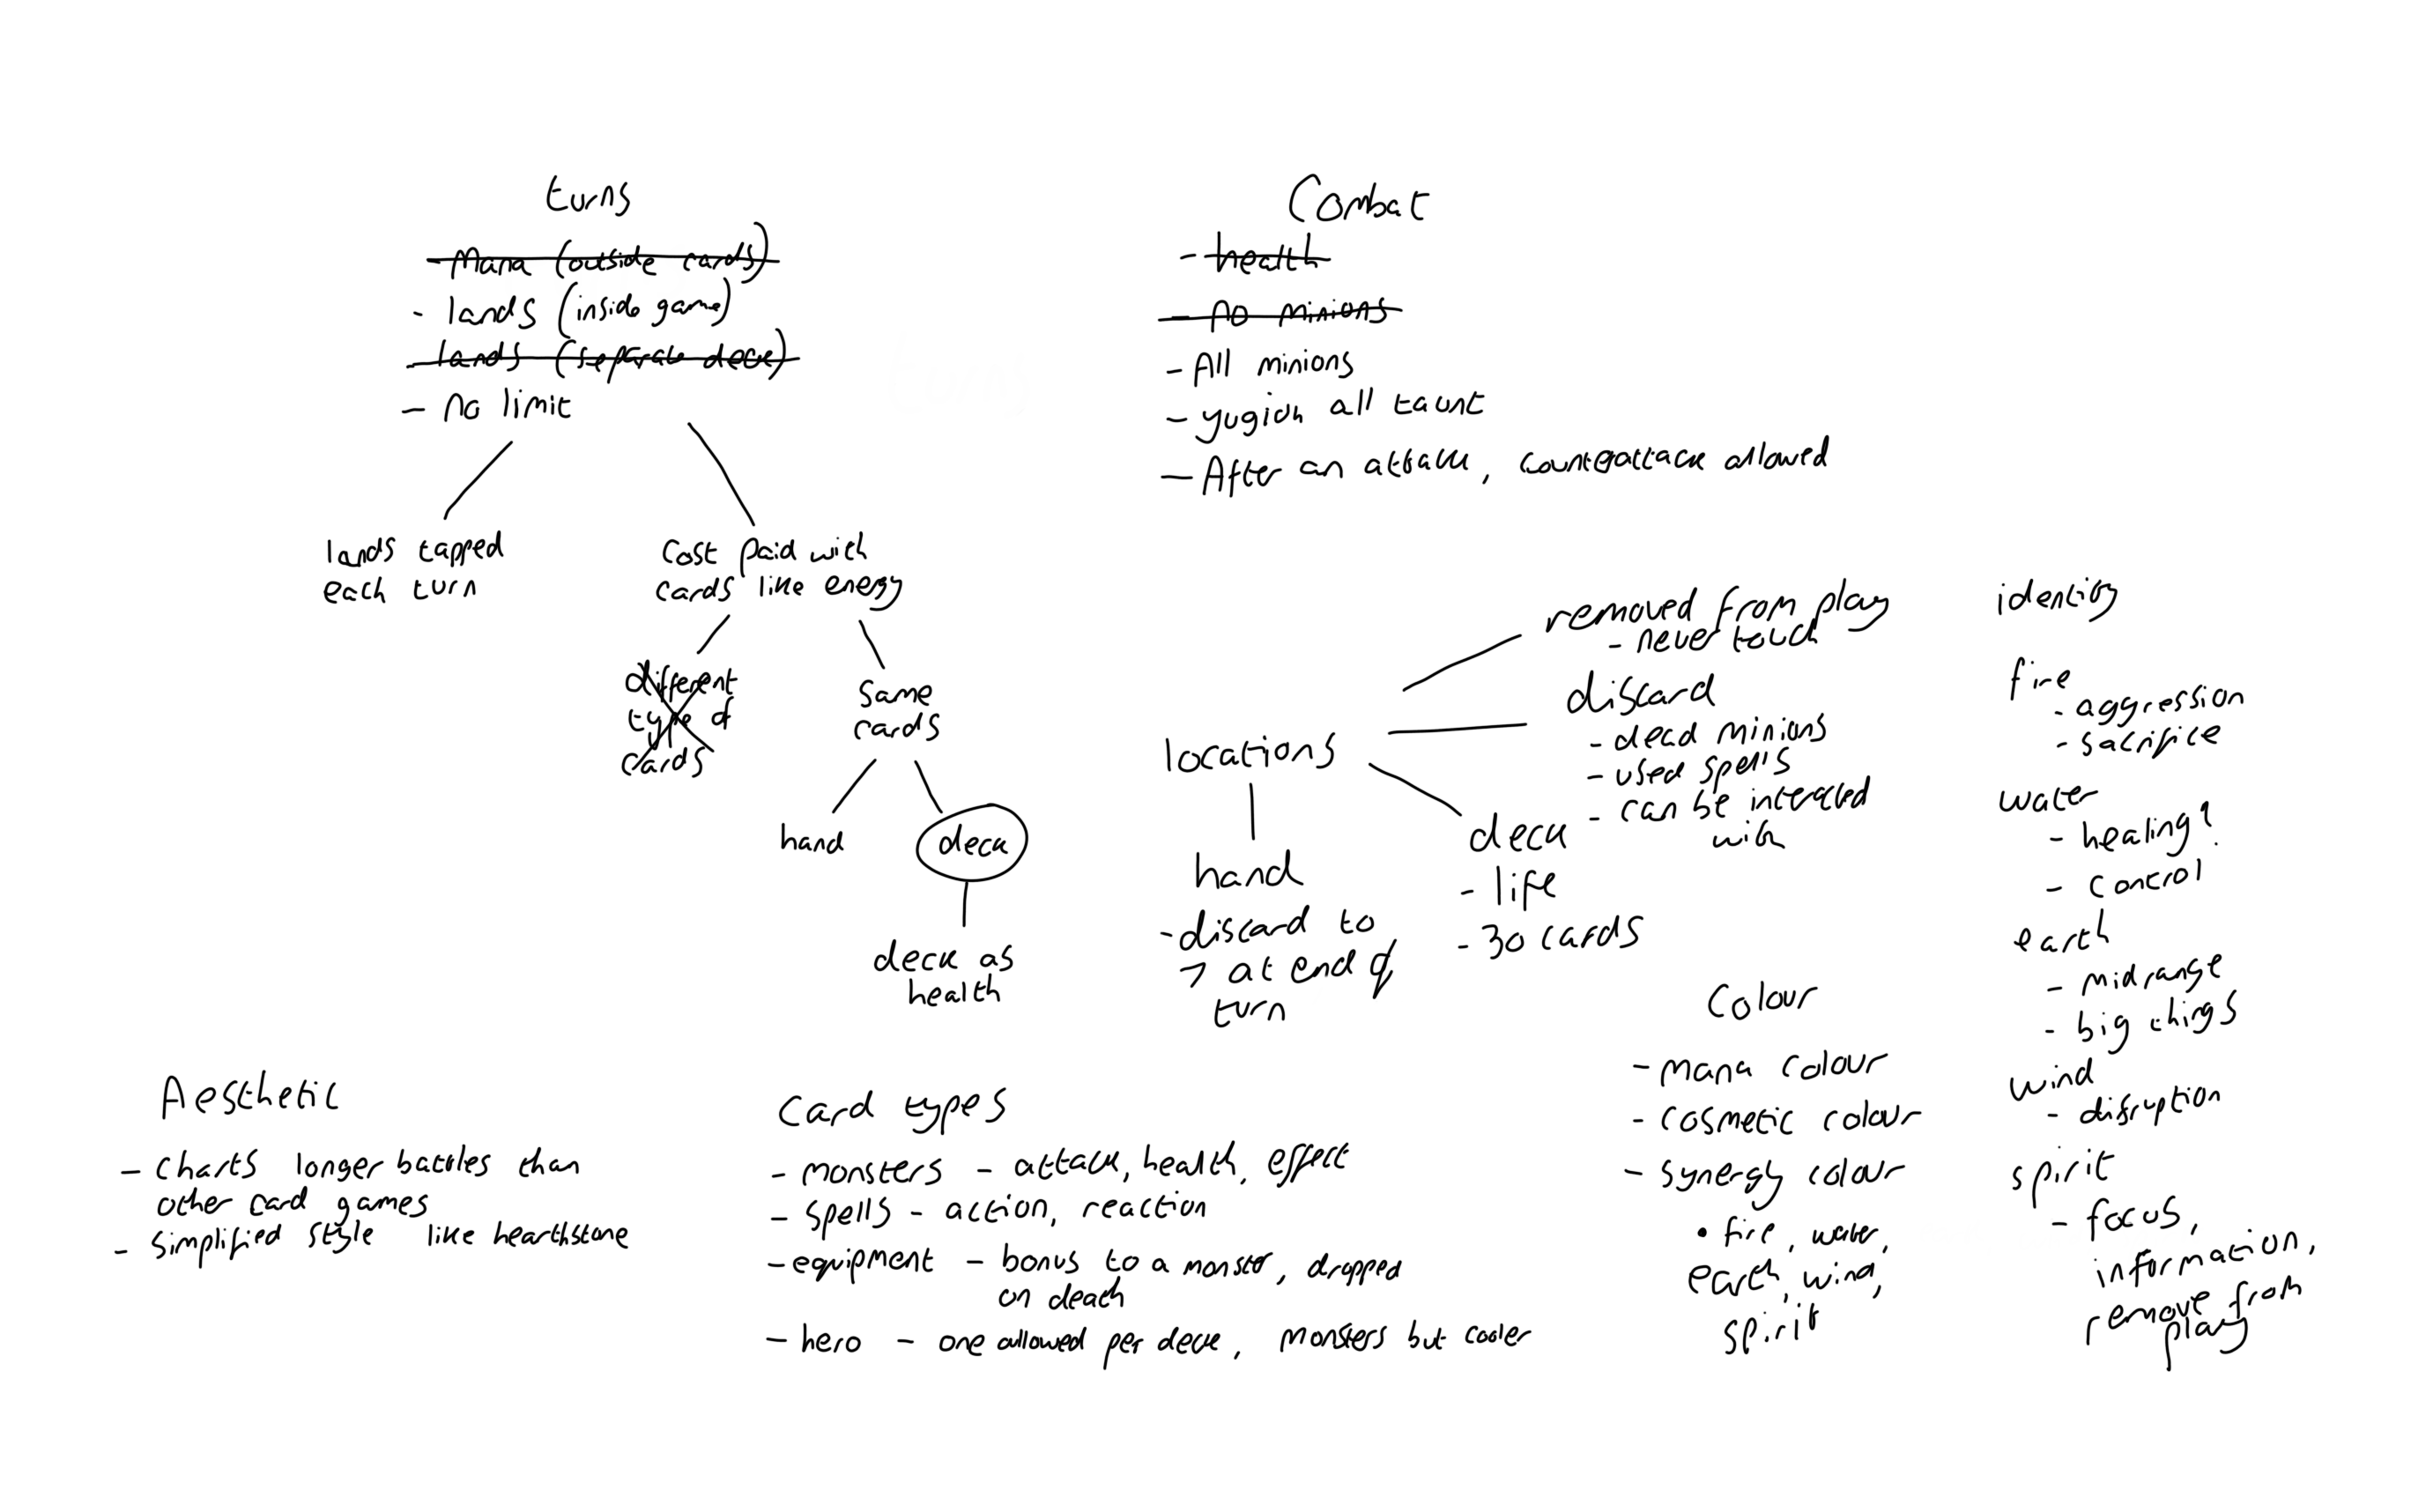 turns
- Mana (outside cards)
- lands (inside game)
- lands (separate deck)
- no limit
lands tapped
each turn
Cost paid with
cards like energy
different
type of
cards
same
cards
hand
deck
deck as
health
Combat
- health
- no minions
- All minions
- yugioh all taunt
- After an attack, counterattack allowed
locations
removed from play
- never touch
discard
- dead minions
- used spells
- can be interacted
with
deck
- life
- 30 cards
hand
- discard to
7 at end of
turn
identity
fire
- aggression
- sacrifice
water
- healing?
- control
earth
- midrange
- big things
wind
- disruption
spirit
- focus,
information,
remove from
play
Colour
- mana colour
- cosmetic colour
- synergy colour
• fire, water,
earth, wind,
spirit
Aesthetic
- Charts longer battles than
other card games
- simplified style like hearthstone
Card types
- monsters - attack, health, effect
- spells - action, reaction
- equipment - bonus to a monster, dropped
on death
- hero - one allowed per deck, monsters but cooler